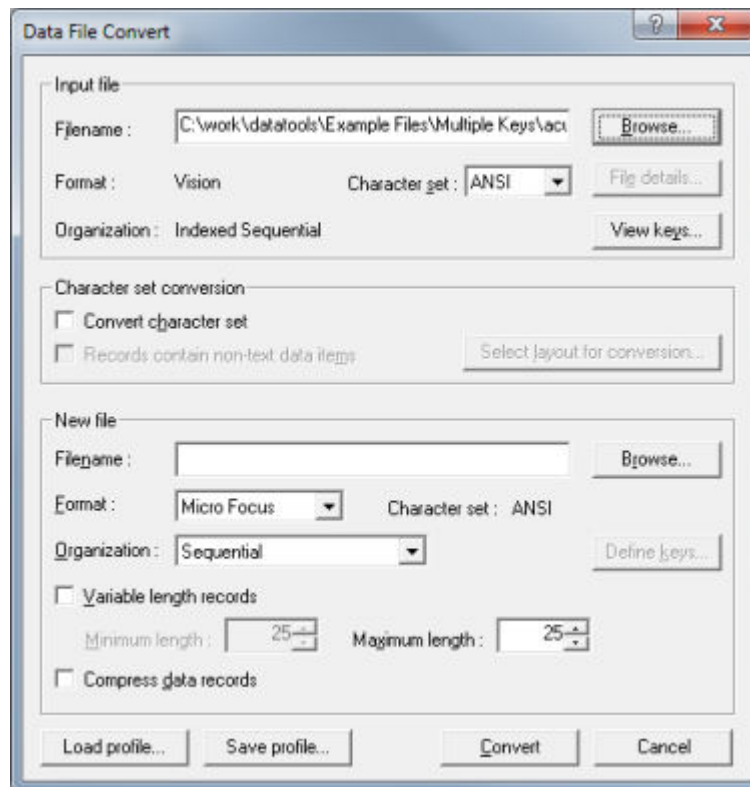 Data File Convert
Input file
Filename : C:\work\datatools\Example Files\Multiple Keys\acu Browse...
Format : Vision Character set : ANSI File details...
Organization : Indexed Sequential View keys...
Character set conversion
Convert character set
Records contain non-text data items Select layout for conversion...
New file
Filename : Browse...
Format : Micro Focus Character set : ANSI
Organization : Sequential Define keys...
Variable length records
Minimum length : 25 Maximum length : 25
Compress data records
Load profile... Save profile... Convert Cancel